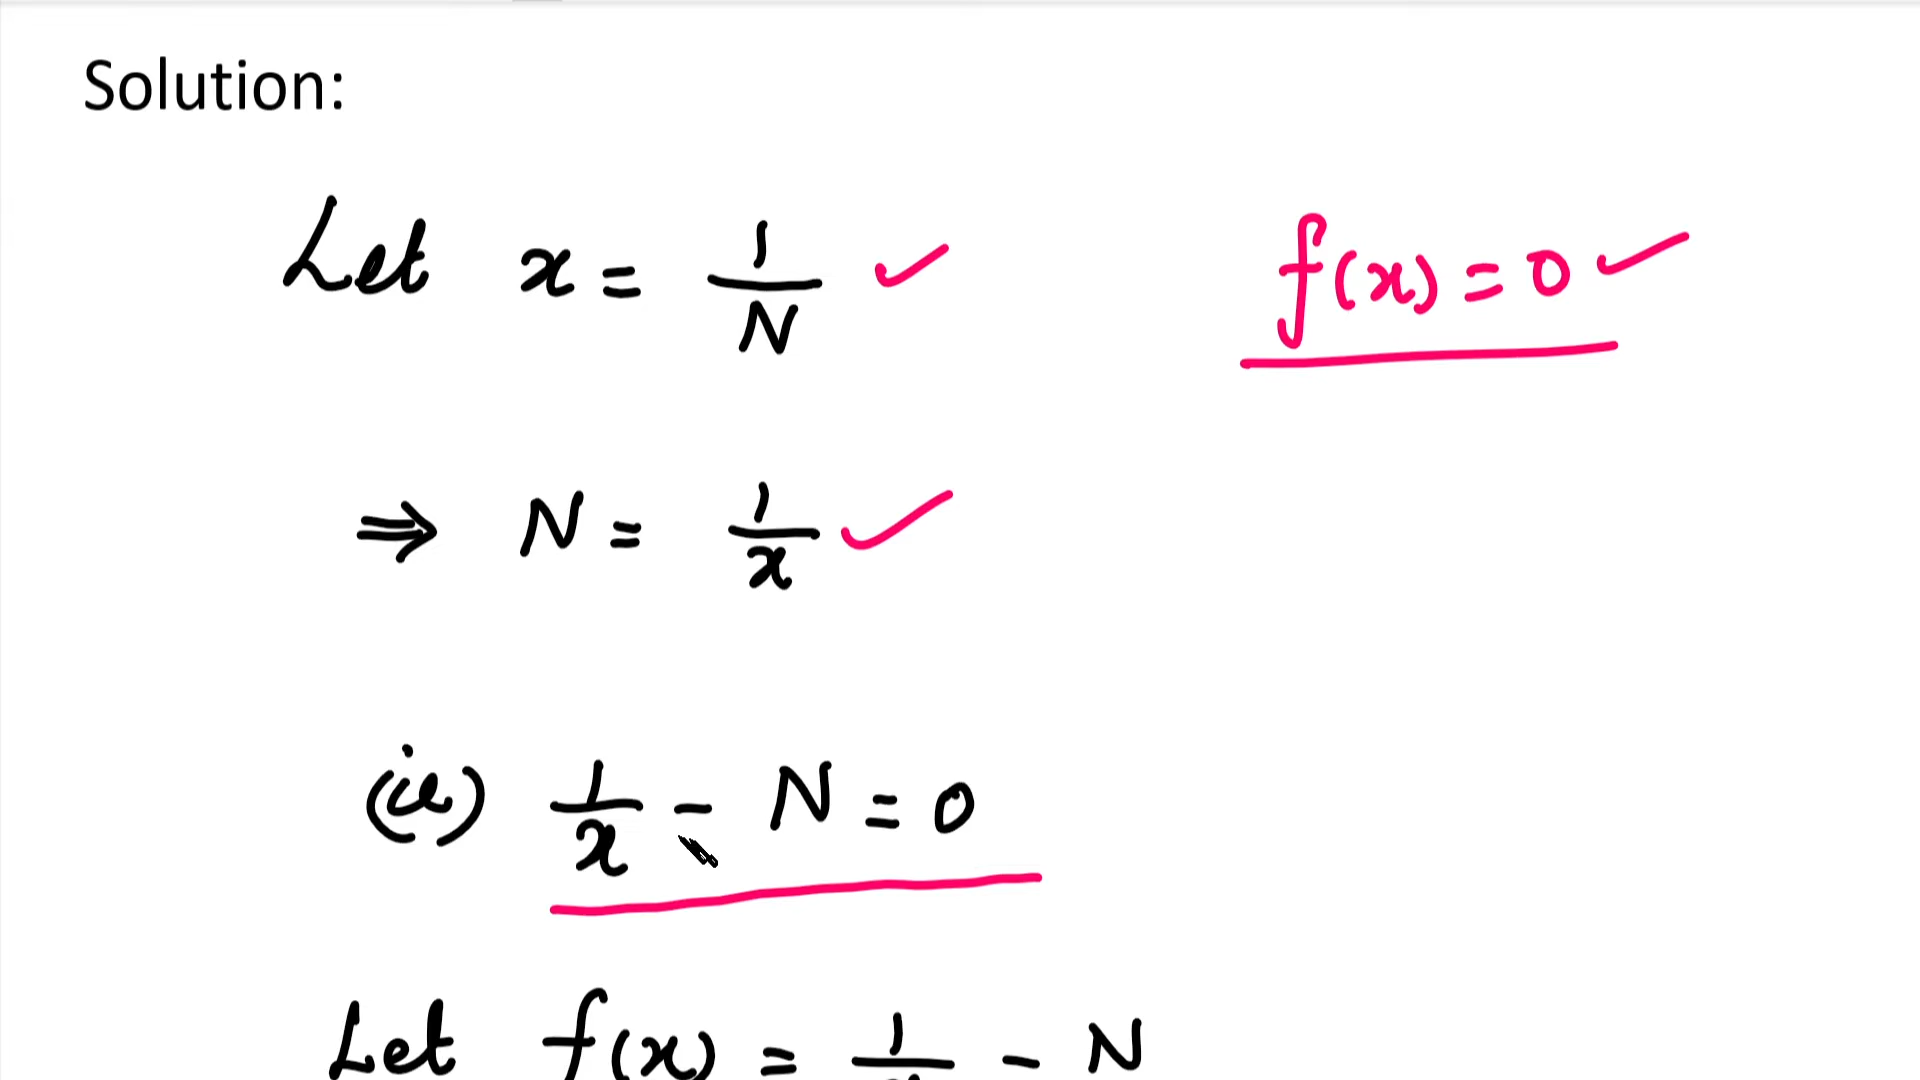 Solution:
Let x = 1/N
f(x) = 0
⇒ N = 1/x
(ie) 1/x - N = 0
Let f(x) = 1/ - N